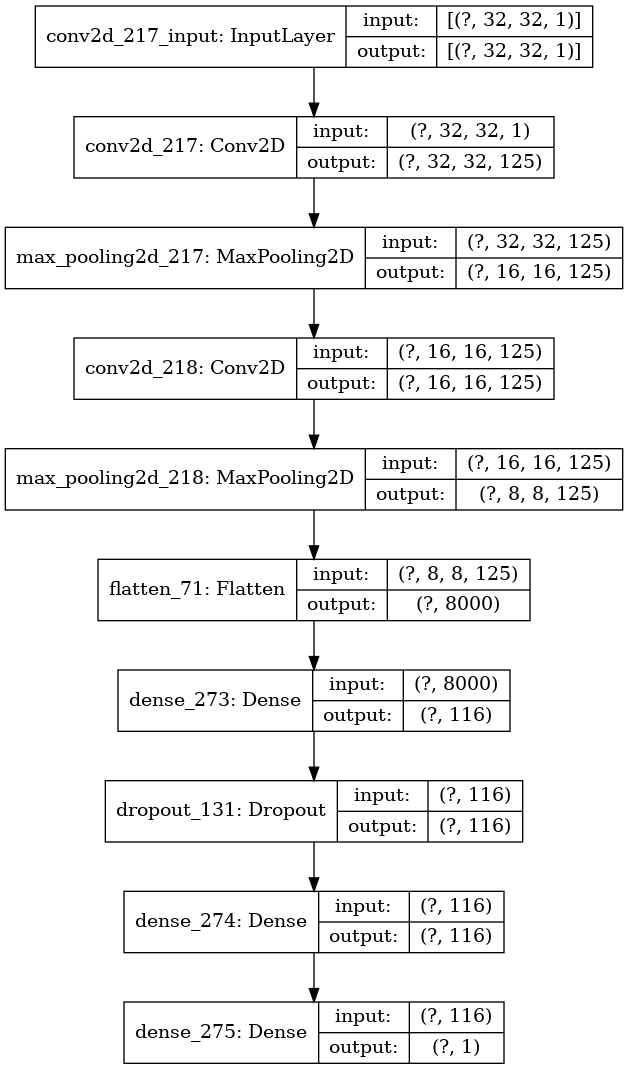 conv2d_217_input: InputLayer
input: [(?, 32, 32, 1)]
output: [(?, 32, 32, 1)]
conv2d_217: Conv2D
input: (?, 32, 32, 1)
output: (?, 32, 32, 125)
max_pooling2d_217: MaxPooling2D
input: (?, 32, 32, 125)
output: (?, 16, 16, 125)
conv2d_218: Conv2D
input: (?, 16, 16, 125)
output: (?, 16, 16, 125)
max_pooling2d_218: MaxPooling2D
input: (?, 16, 16, 125)
output: (?, 8, 8, 125)
flatten_71: Flatten
input: (?, 8, 8, 125)
output: (?, 8000)
dense_273: Dense
input: (?, 8000)
output: (?, 116)
dropout_131: Dropout
input: (?, 116)
output: (?, 116)
dense_274: Dense
input: (?, 116)
output: (?, 116)
dense_275: Dense
input: (?, 116)
output: (?, 1)